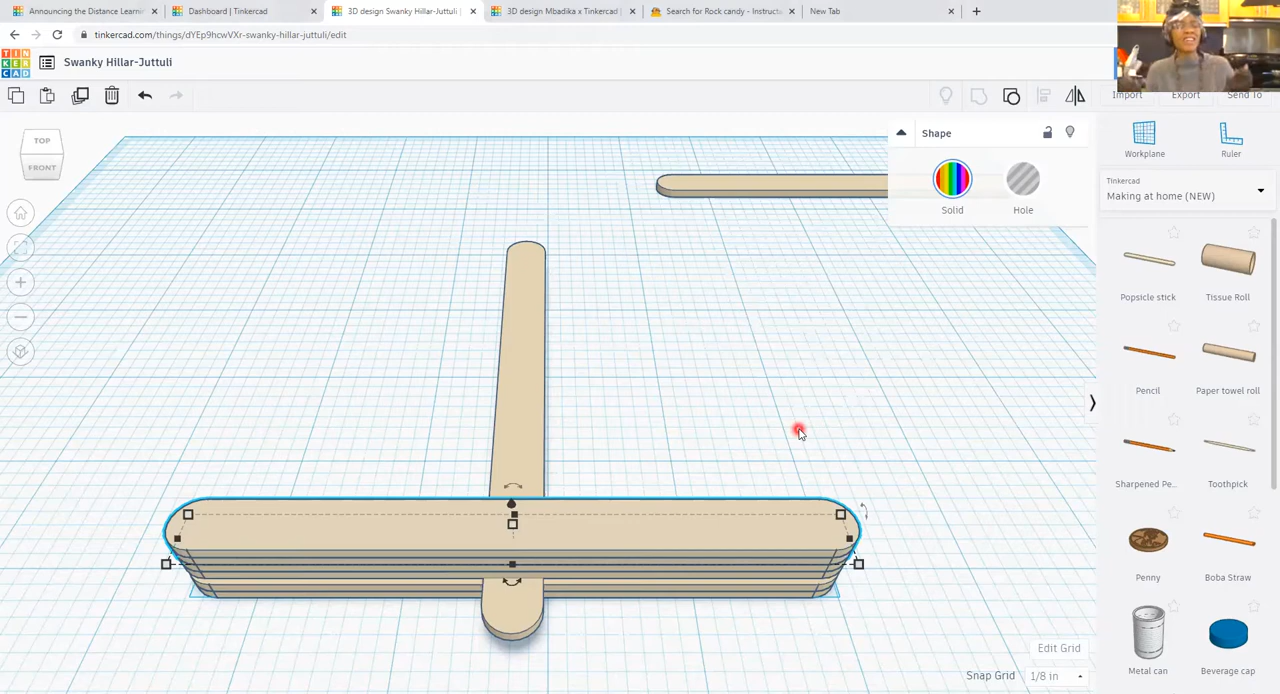 Announcing the Distance Learni
Dashboard | Tinkercad
3D design Swanky Hillar-Juttuli |
3D design Mbadika x Tinkercad |
Search for Rock candy - Instructa
New Tab
tinkercad.com/things/dYEp9hcwVXr-swanky-hillar-juttuli/edit
TIN
KER
CAD
Swanky Hillar-Juttuli
Import
Export
Send To
TOP
FRONT
Shape
Solid
Hole
Workplane
Ruler
Tinkercad
Making at home (NEW)
Popsicle stick
Tissue Roll
Pencil
Paper towel roll
Sharpened Pe...
Toothpick
Penny
Boba Straw
Metal can
Beverage cap
Edit Grid
Snap Grid
1/8 in